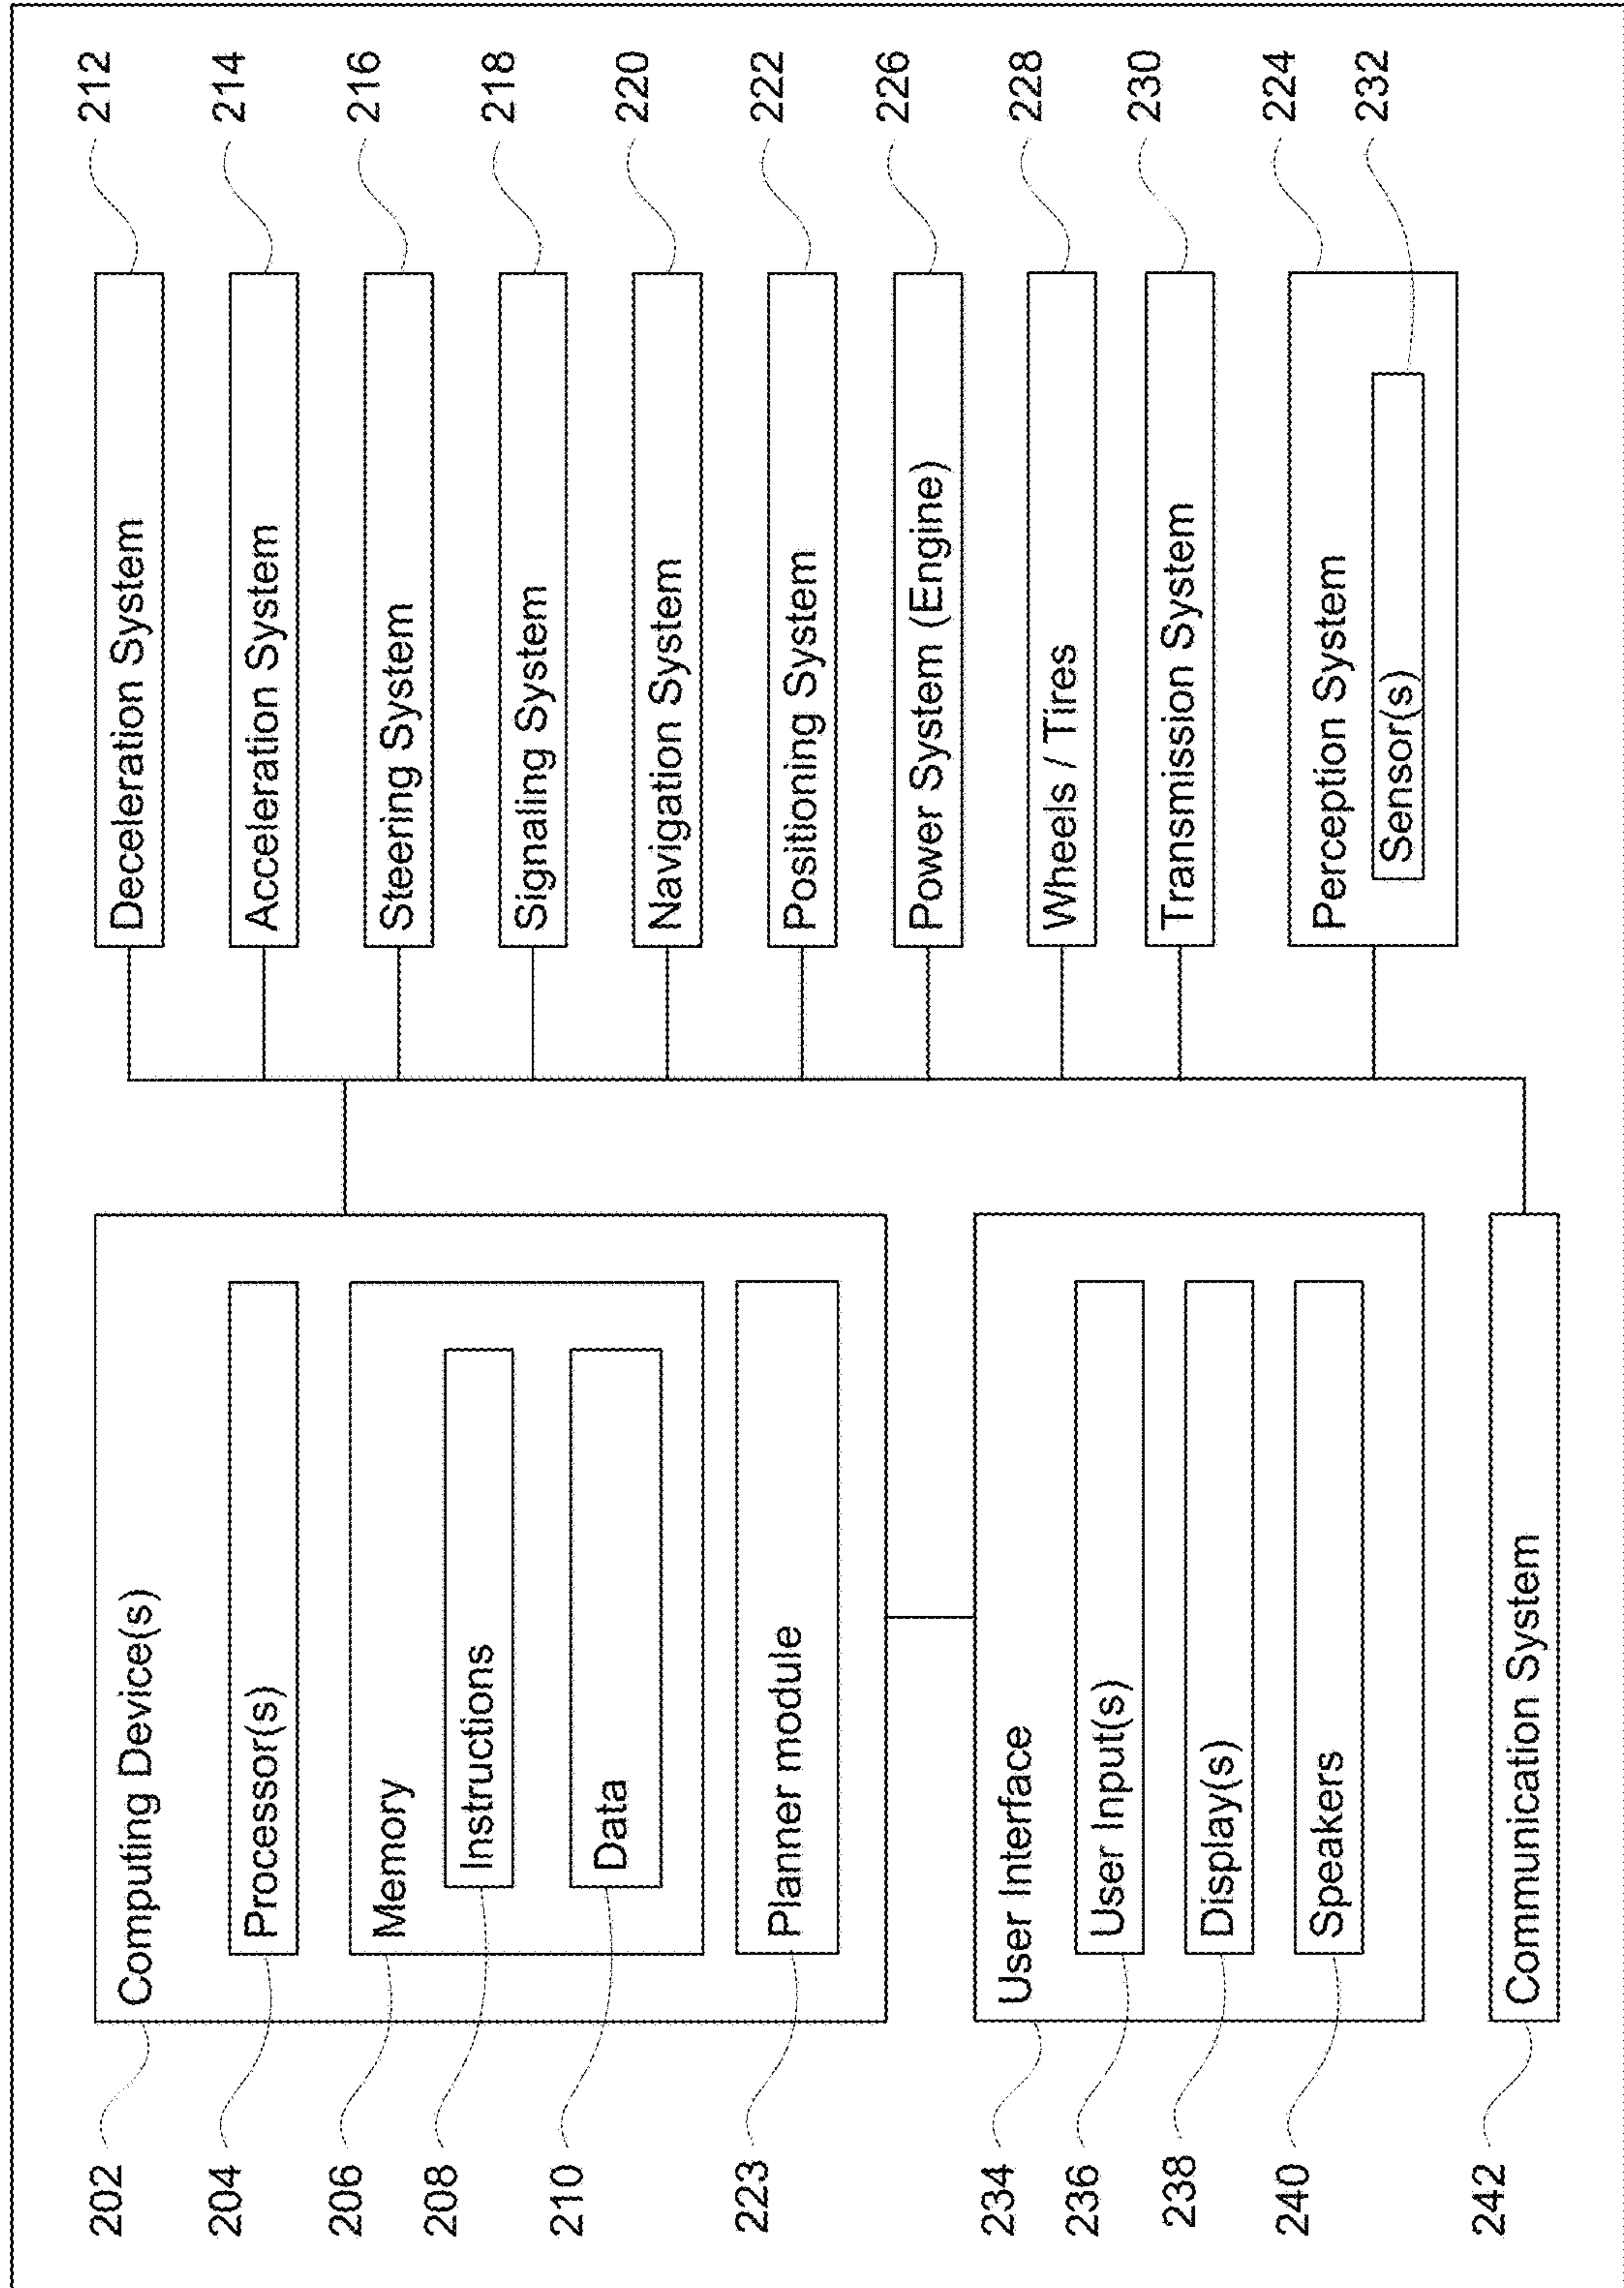 202
Computing Device(s)
204
Processor(s)
206
Memory
208
Instructions
210
Data
223
Planner module
234
User Interface
236
User Input(s)
238
Display(s)
240
Speakers
242
Communication System
Deceleration System
212
Acceleration System
214
Steering System
216
Signaling System
218
Navigation System
220
Positioning System
222
Power System (Engine)
226
Wheels / Tires
228
Transmission System
230
Perception System
224
Sensor(s)
232